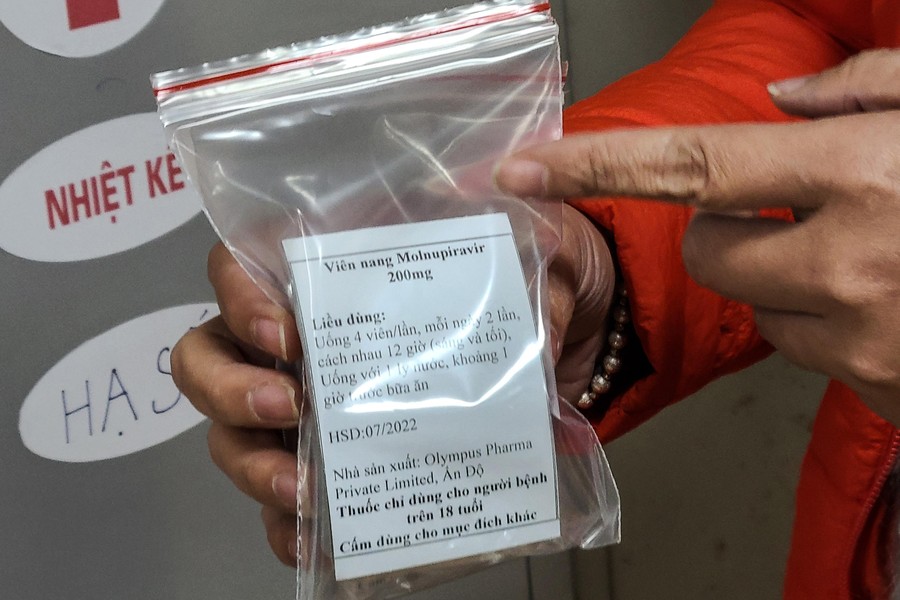 NHIỆT KẾ
HẠ S
Viên nang Molnupiravir
200mg
Liều dùng:
Uống 4 viên/lần, mỗi ngày 2 lần,
cách nhau 12 giờ (sáng và tối),
Uống với 1 ly nước, khoảng 1
giờ trước bữa ăn
HSD:07/2022
Nhà sản xuất: Olympus Pharma
Private Limited, Ấn Độ
Thuốc chỉ dùng cho người bệnh
trên 18 tuổi
Cấm dùng cho mục đích khác